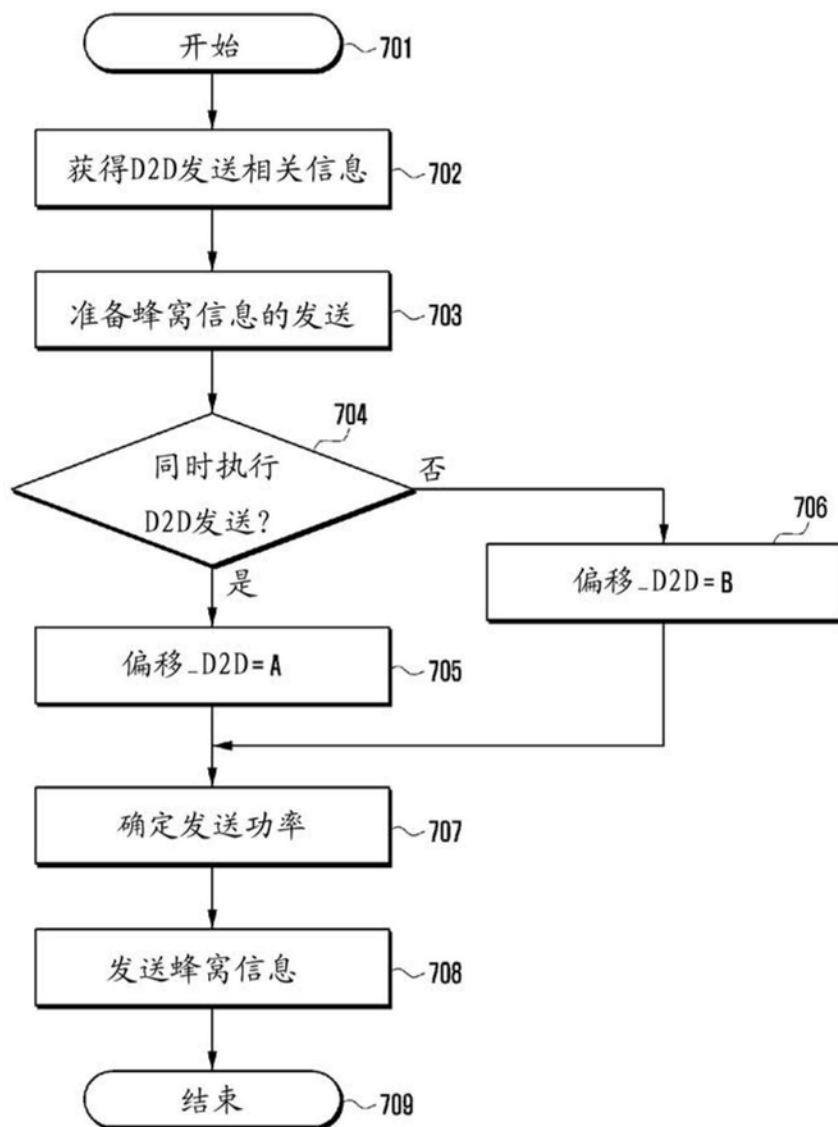 开始 701
获得D2D发送相关信息 702
准备蜂窝信息的发送 703
704
同时执行
D2D发送?
否
是
706
偏移_D2D=B
偏移_D2D=A 705
确定发送功率 707
发送蜂窝信息 708
结束 709